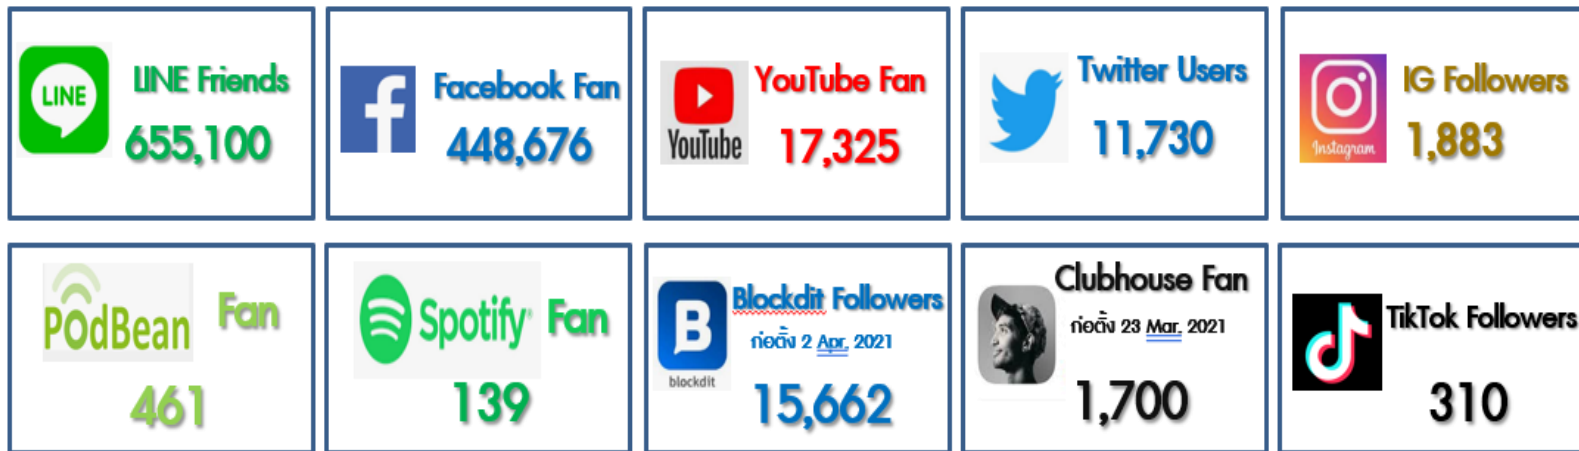 LINE
LINE Friends
655,100
Facebook Fan
448,676
YouTube
YouTube Fan
17,325
Twitter Users
11,730
Instagram
IG Followers
1,883
PodBean
Fan
461
Spotify
Fan
139
blockdit
Blockdit Followers
ก่อตั้ง 2 Apr. 2021
15,662
Clubhouse Fan
ก่อตั้ง 23 Mar. 2021
1,700
TikTok Followers
310